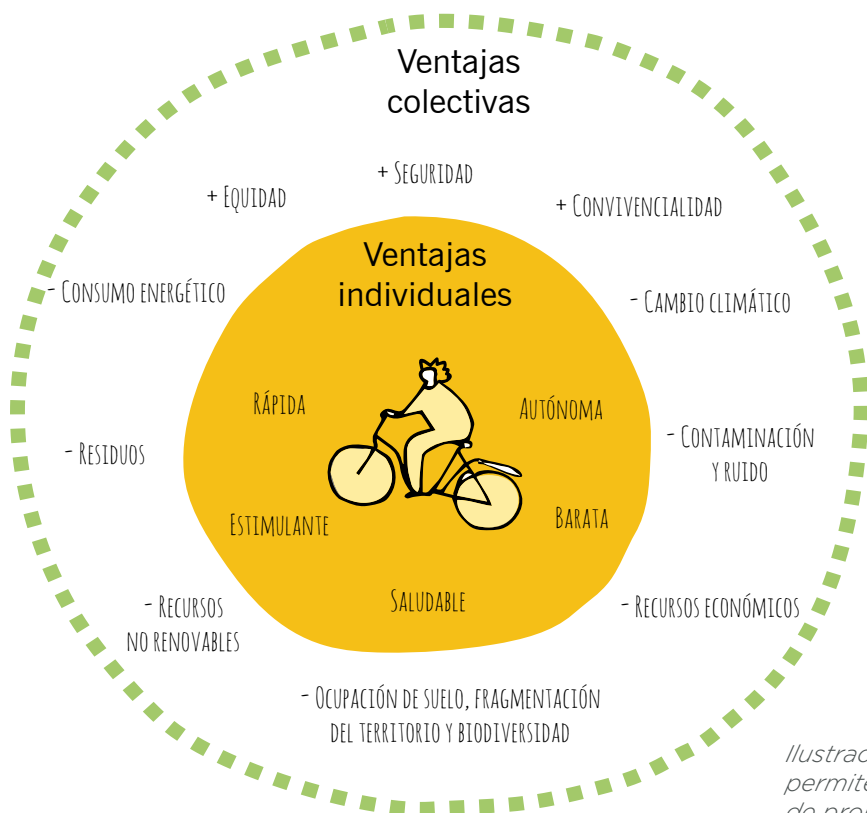 Ventajas
colectivas
+ Seguridad
+ Equidad
+ Convivencialidad
Ventajas
individuales
- Consumo energético
- Cambio climático
Rápida
Autónoma
- Residuos
- Contaminación
y ruido
Estimulante
Barata
Saludable
- Recursos
no renovables
- Recursos económicos
- Ocupación de suelo, fragmentación
del territorio y biodiversidad
permite